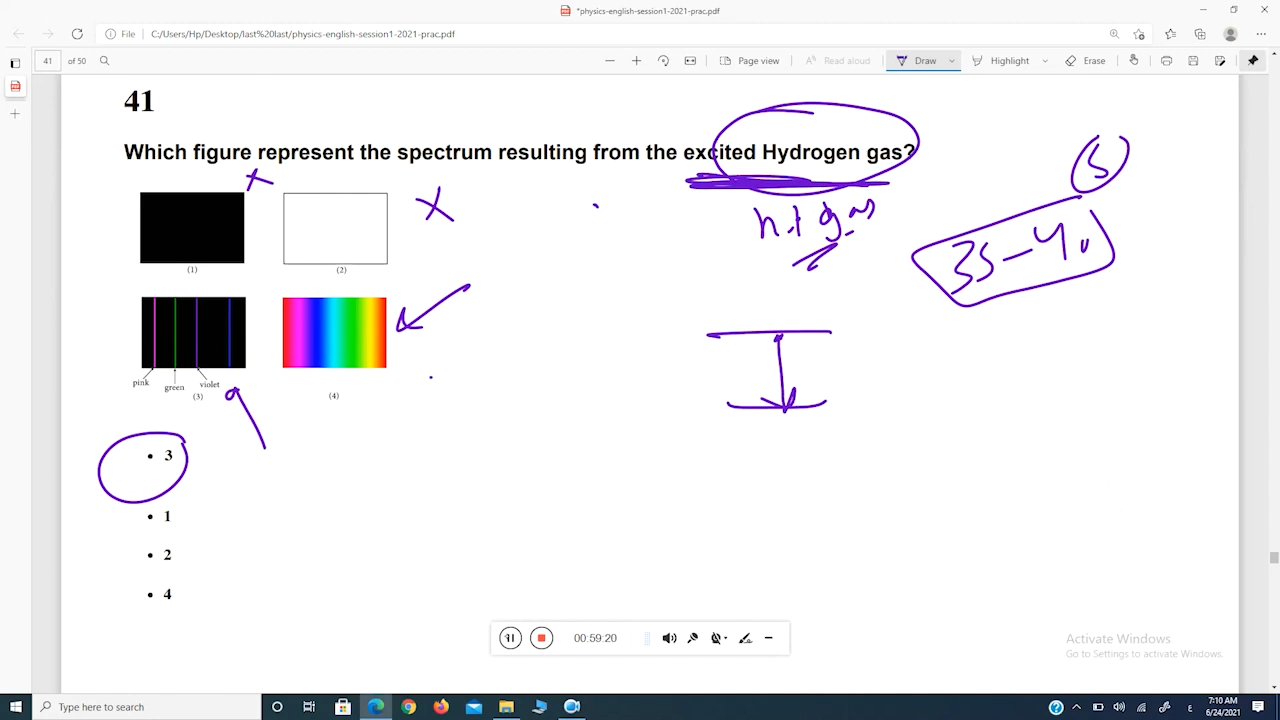 *physics-english-session1-2021-prac.pdf
File C:/Users/Hp/Desktop/last%20last/physics-english-session1-2021-prac.pdf
41 of 50 Page view Read aloud Draw Highlight Erase
41
Which figure represent the spectrum resulting from the excited Hydrogen gas?
(1) (2)
pink green violet
(3) (4)
35-40
• 3
• 1
• 2
• 4
00:59:20
Activate Windows
Go to Settings to activate Windows.
Type here to search
7:10 AM
6/24/2021